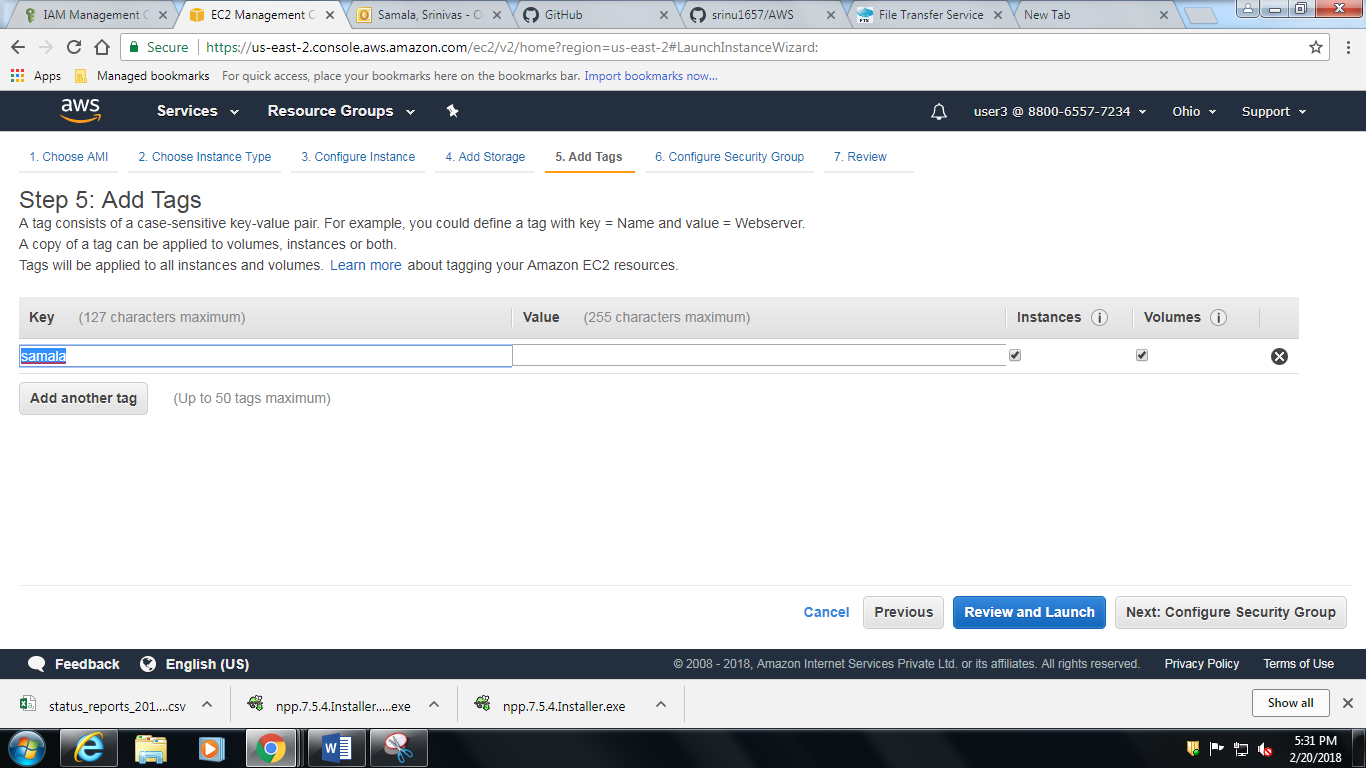 IAM Management C
EC2 Management C
Samala, Srinivas - O
GitHub
srinu1657/AWS
File Transfer Service
New Tab
Secure
https://us-east-2.console.aws.amazon.com/ec2/v2/home?region=us-east-2#LaunchInstanceWizard:
Apps
Managed bookmarks
For quick access, place your bookmarks here on the bookmarks bar. Import bookmarks now...
aws
Services
Resource Groups
user3 @ 8800-6557-7234
Ohio
Support
1. Choose AMI
2. Choose Instance Type
3. Configure Instance
4. Add Storage
5. Add Tags
6. Configure Security Group
7. Review
Step 5: Add Tags
A tag consists of a case-sensitive key-value pair. For example, you could define a tag with key = Name and value = Webserver.
A copy of a tag can be applied to volumes, instances or both.
Tags will be applied to all instances and volumes. Learn more about tagging your Amazon EC2 resources.
Key (127 characters maximum)
Value (255 characters maximum)
Instances
Volumes
samala
Add another tag
(Up to 50 tags maximum)
Cancel
Previous
Review and Launch
Next: Configure Security Group
Feedback
English (US)
© 2008 - 2018, Amazon Internet Services Private Ltd. or its affiliates. All rights reserved.
Privacy Policy
Terms of Use
status_reports_201....csv
npp.7.5.4.Installer.....exe
npp.7.5.4.Installer.exe
Show all
5:31 PM
2/20/2018